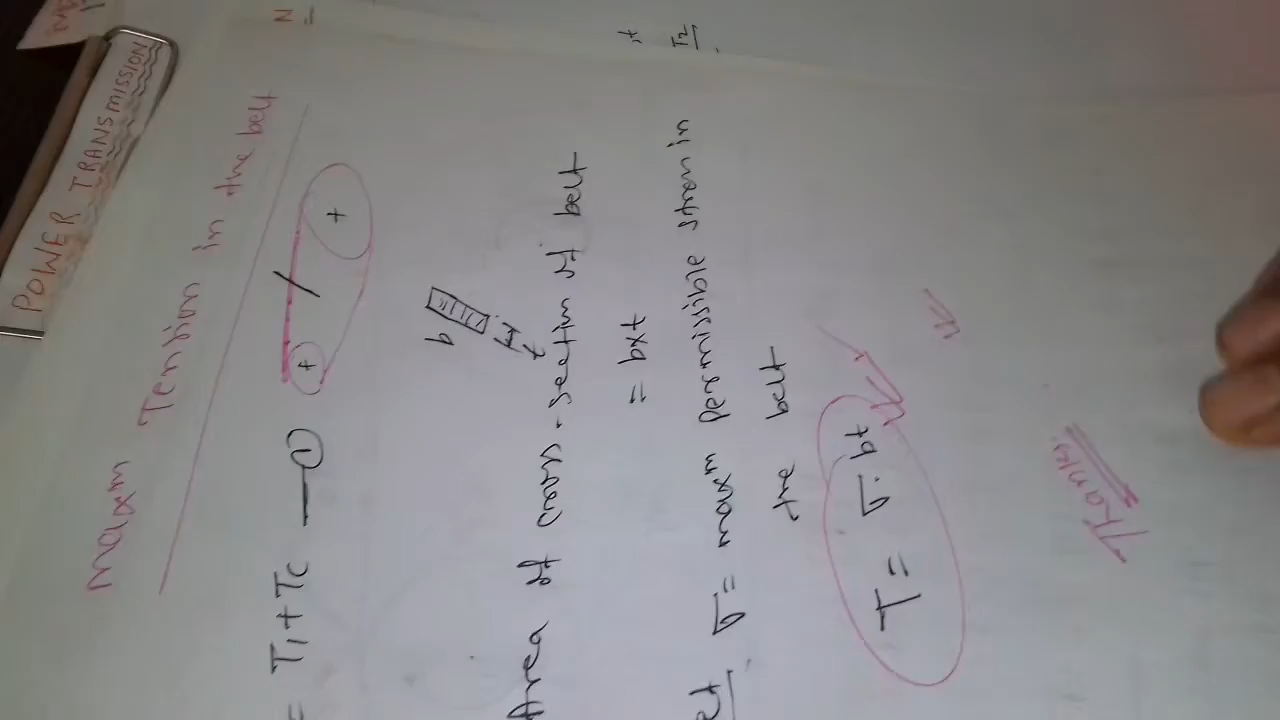 POWER TRANSMISSION
Maxm Tension in the belt
= T1+TC —①
b
t
Area of cross-section of belt
= bxt
σ = maxm permissible stress in
the belt
T = σ.bt
Thanks
T2